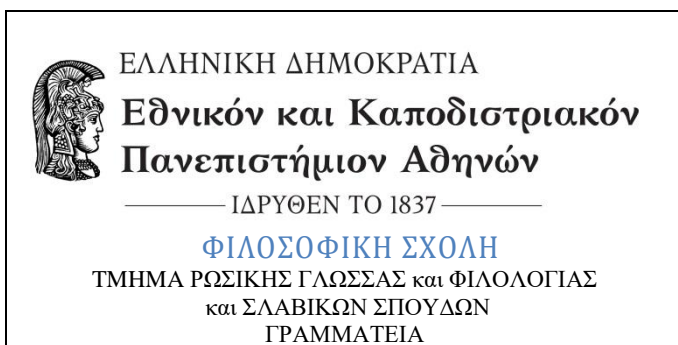 ΕΛΛΗΝΙΚΗ ΔΗΜΟΚΡΑΤΙΑ
Εθνικόν και Καποδιστριακόν
Πανεπιστήμιον Αθηνών
ΙΔΡΥΘΕΝ ΤΟ 1837
ΦΙΛΟΣΟΦΙΚΗ ΣΧΟΛΗ
ΤΜΗΜΑ ΡΩΣΙΚΗΣ ΓΛΩΣΣΑΣ και ΦΙΛΟΛΟΓΙΑΣ
και ΣΛΑΒΙΚΩΝ ΣΠΟΥΔΩΝ
ΓΡΑΜΜΑΤΕΙΑ